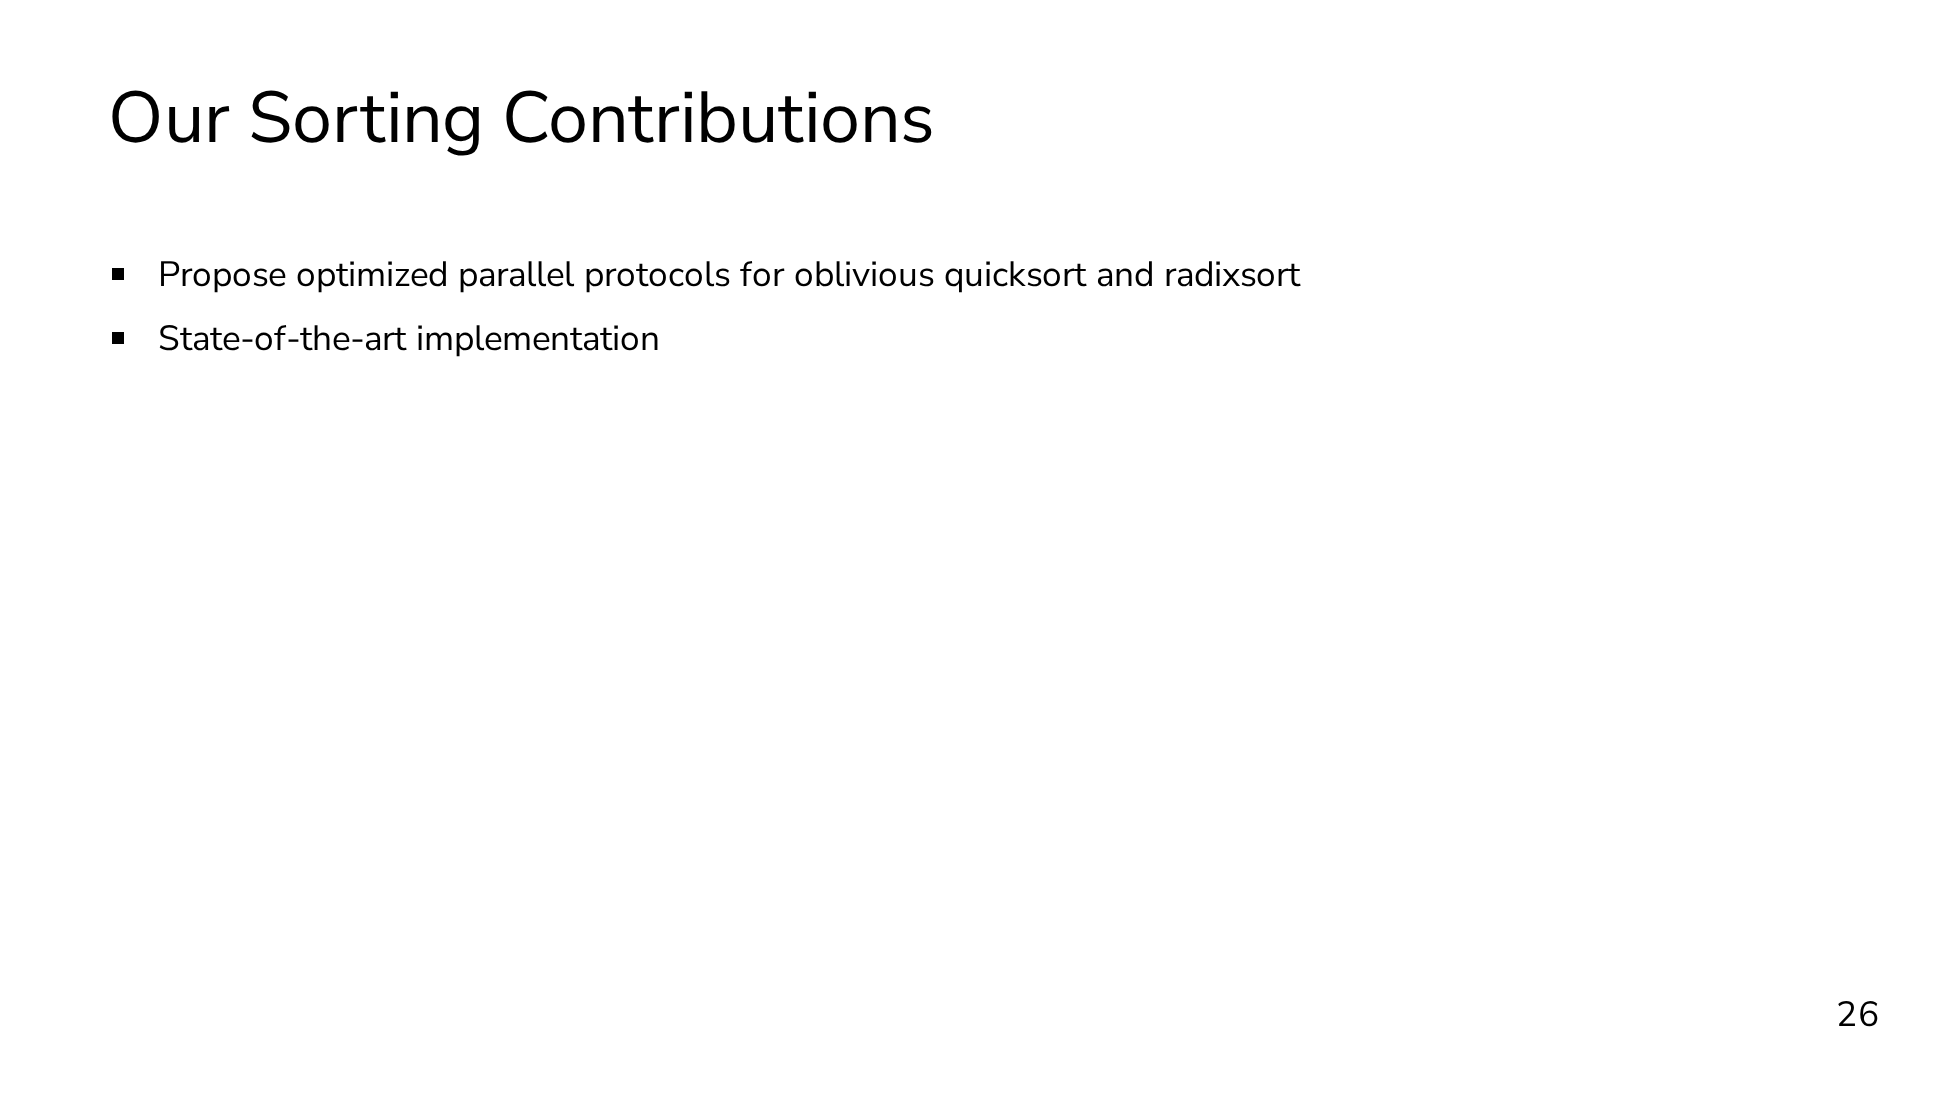 Our Sorting Contributions
▪ Propose optimized parallel protocols for oblivious quicksort and radixsort
▪ State-of-the-art implementation
26